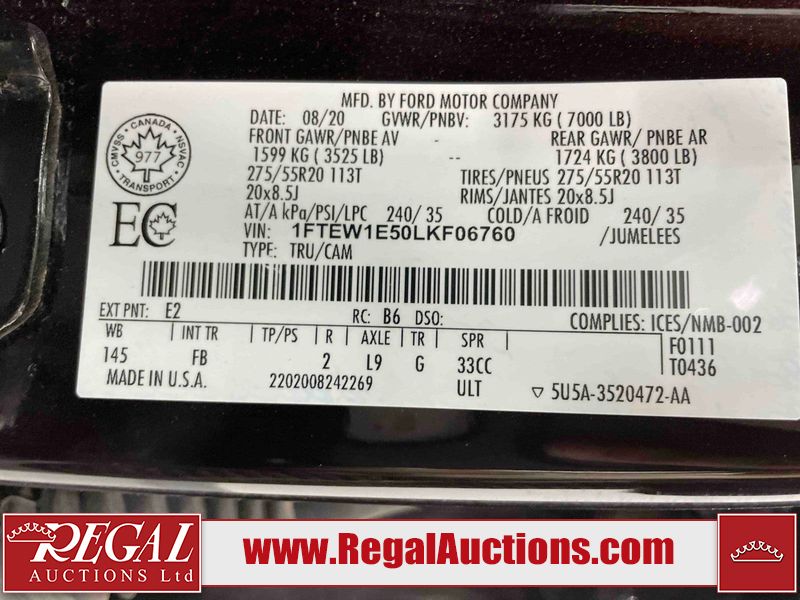 MFD. BY FORD MOTOR COMPANY
DATE: 08/20 GVWR/PNBV: 3175 KG ( 7000 LB)
FRONT GAWR/PNBE AV - REAR GAWR/ PNBE AR
1599 KG ( 3525 LB) -- 1724 KG ( 3800 LB)
275/55R20 113T TIRES/PNEUS 275/55R20 113T
20x8.5J RIMS/JANTES 20x8.5J
AT/A kPa/PSI/LPC 240/ 35 COLD/A FROID 240/ 35
VIN: 1FTEW1E50LKF06760 /JUMELEES
TYPE: TRU/CAM
CANADA
CMVSS NSVAC
977
TRANSPORT
EC
EXT PNT: E2 RC: B6 DSO: COMPLIES: ICES/NMB-002
WB INT TR TP/PS R AXLE TR SPR F0111
145 FB 2 L9 G 33CC T0436
MADE IN U.S.A. 2202008242269 ULT ▽ 5U5A-3520472-AA
REGAL
AUCTIONS Ltd
www.RegalAuctions.com